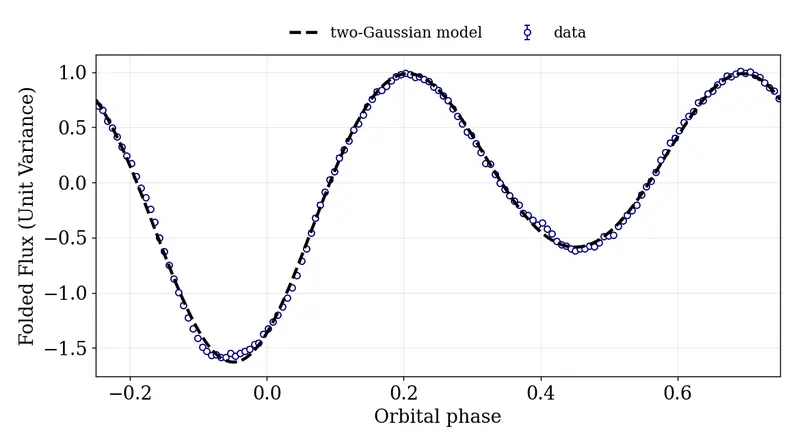 two-Gaussian model
data
Folded Flux (Unit Variance)
1.0
0.5
0.0
−0.5
−1.0
−1.5
−0.2
0.0
0.2
0.4
0.6
Orbital phase